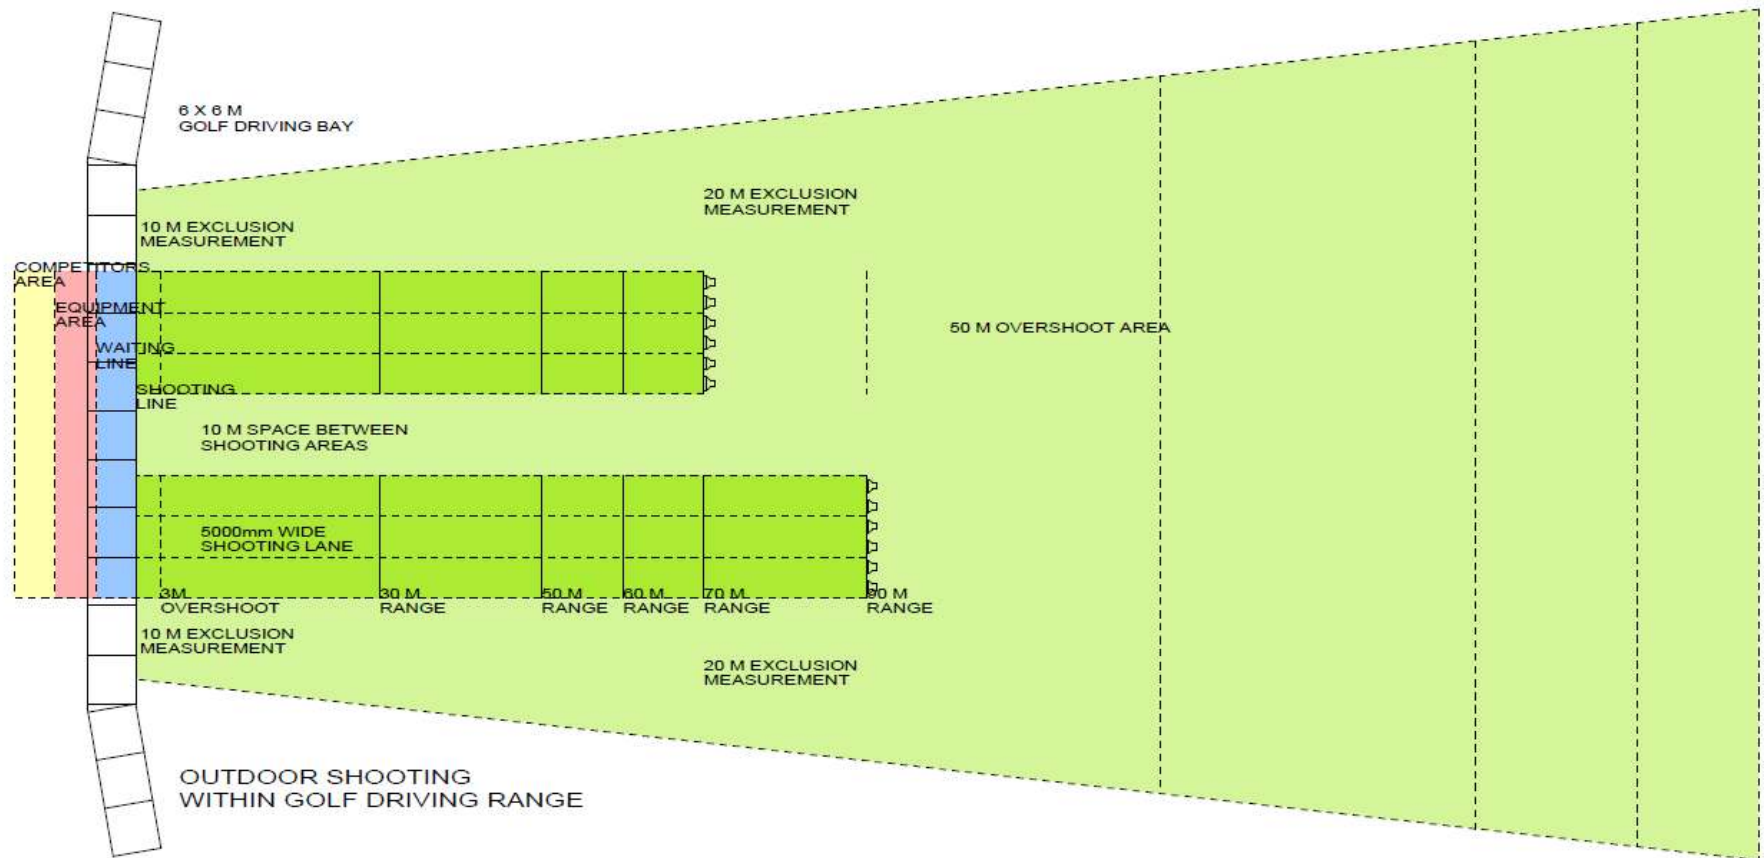 6 X 6 M
GOLF DRIVING BAY
20 M EXCLUSION
MEASUREMENT
10 M EXCLUSION
MEASUREMENT
COMPETITORS
AREA
EQUIPMENT
AREA
50 M OVERSHOOT AREA
WAITING
LINE
SHOOTING
LINE
10 M SPACE BETWEEN
SHOOTING AREAS
5000mm WIDE
SHOOTING LANE
3M
OVERSHOOT
30 M
RANGE
50 M
RANGE
60 M
RANGE
70 M
RANGE
90 M
RANGE
10 M EXCLUSION
MEASUREMENT
20 M EXCLUSION
MEASUREMENT
OUTDOOR SHOOTING
WITHIN GOLF DRIVING RANGE